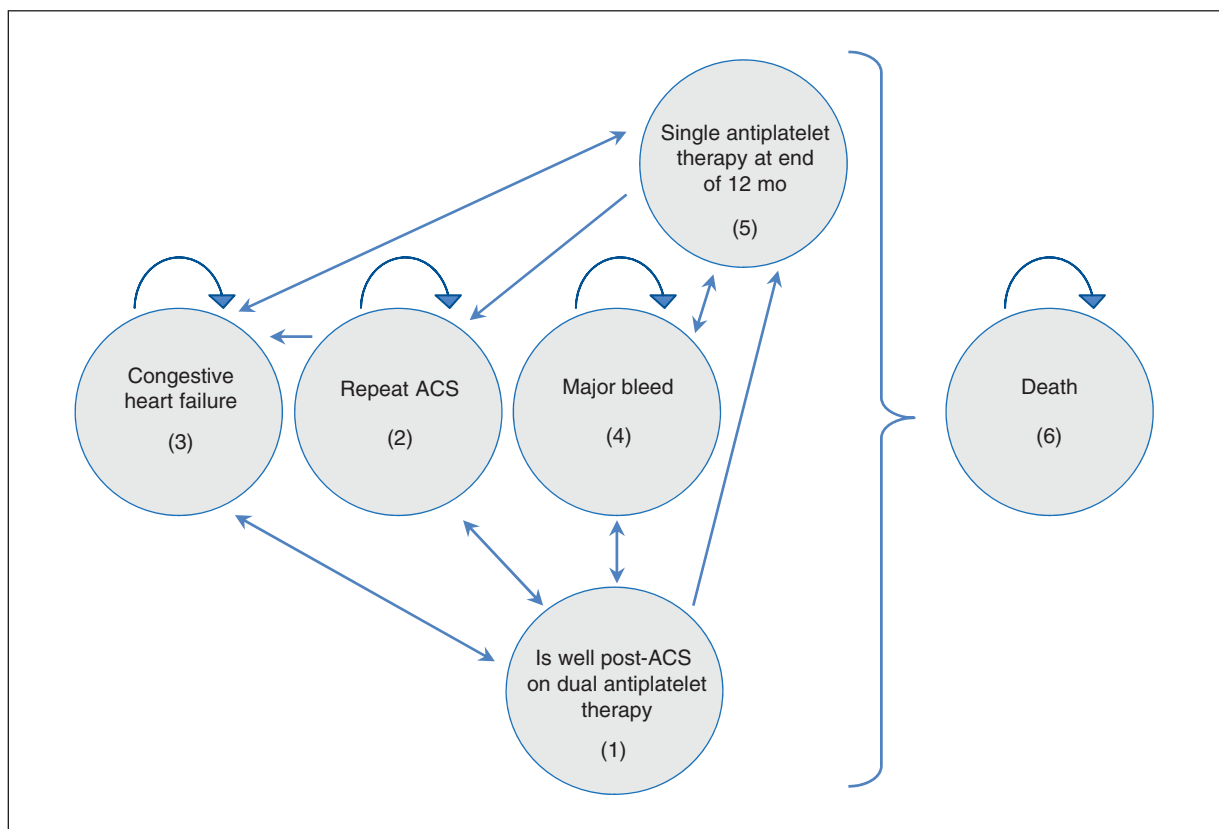 Single antiplatelet
therapy at end
of 12 mo
(5)
Congestive
heart failure
(3)
Repeat ACS
(2)
Major bleed
(4)
Death
(6)
Is well post-ACS
on dual antiplatelet
therapy
(1)